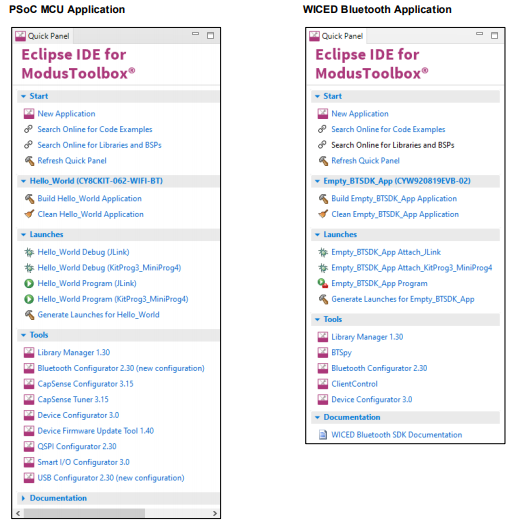 PSoC MCU Application
Quick Panel
Eclipse IDE for
ModusToolbox®
Start
New Application
Search Online for Code Examples
Search Online for Libraries and BSPs
Refresh Quick Panel
Hello_World (CY8CKIT-062-WIFI-BT)
Build Hello_World Application
Clean Hello_World Application
Launches
Hello_World Debug (JLink)
Hello_World Debug (KitProg3_MiniProg4)
Hello_World Program (JLink)
Hello_World Program (KitProg3_MiniProg4)
Generate Launches for Hello_World
Tools
Library Manager 1.30
Bluetooth Configurator 2.30 (new configuration)
CapSense Configurator 3.15
CapSense Tuner 3.15
Device Configurator 3.0
Device Firmware Update Tool 1.40
QSPI Configurator 2.30
Smart I/O Configurator 3.0
USB Configurator 2.30 (new configuration)
Documentation
WICED Bluetooth Application
Quick Panel
Eclipse IDE for
ModusToolbox®
Start
New Application
Search Online for Code Examples
Search Online for Libraries and BSPs
Refresh Quick Panel
Empty_BTSDK_App (CYW920819EVB-02)
Build Empty_BTSDK_App Application
Clean Empty_BTSDK_App Application
Launches
Empty_BTSDK_App Attach_JLink
Empty_BTSDK_App Attach_KitProg3_MiniProg4
Empty_BTSDK_App Program
Generate Launches for Empty_BTSDK_App
Tools
Library Manager 1.30
BTSpy
Bluetooth Configurator 2.30
ClientControl
Device Configurator 3.0
Documentation
WICED Bluetooth SDK Documentation